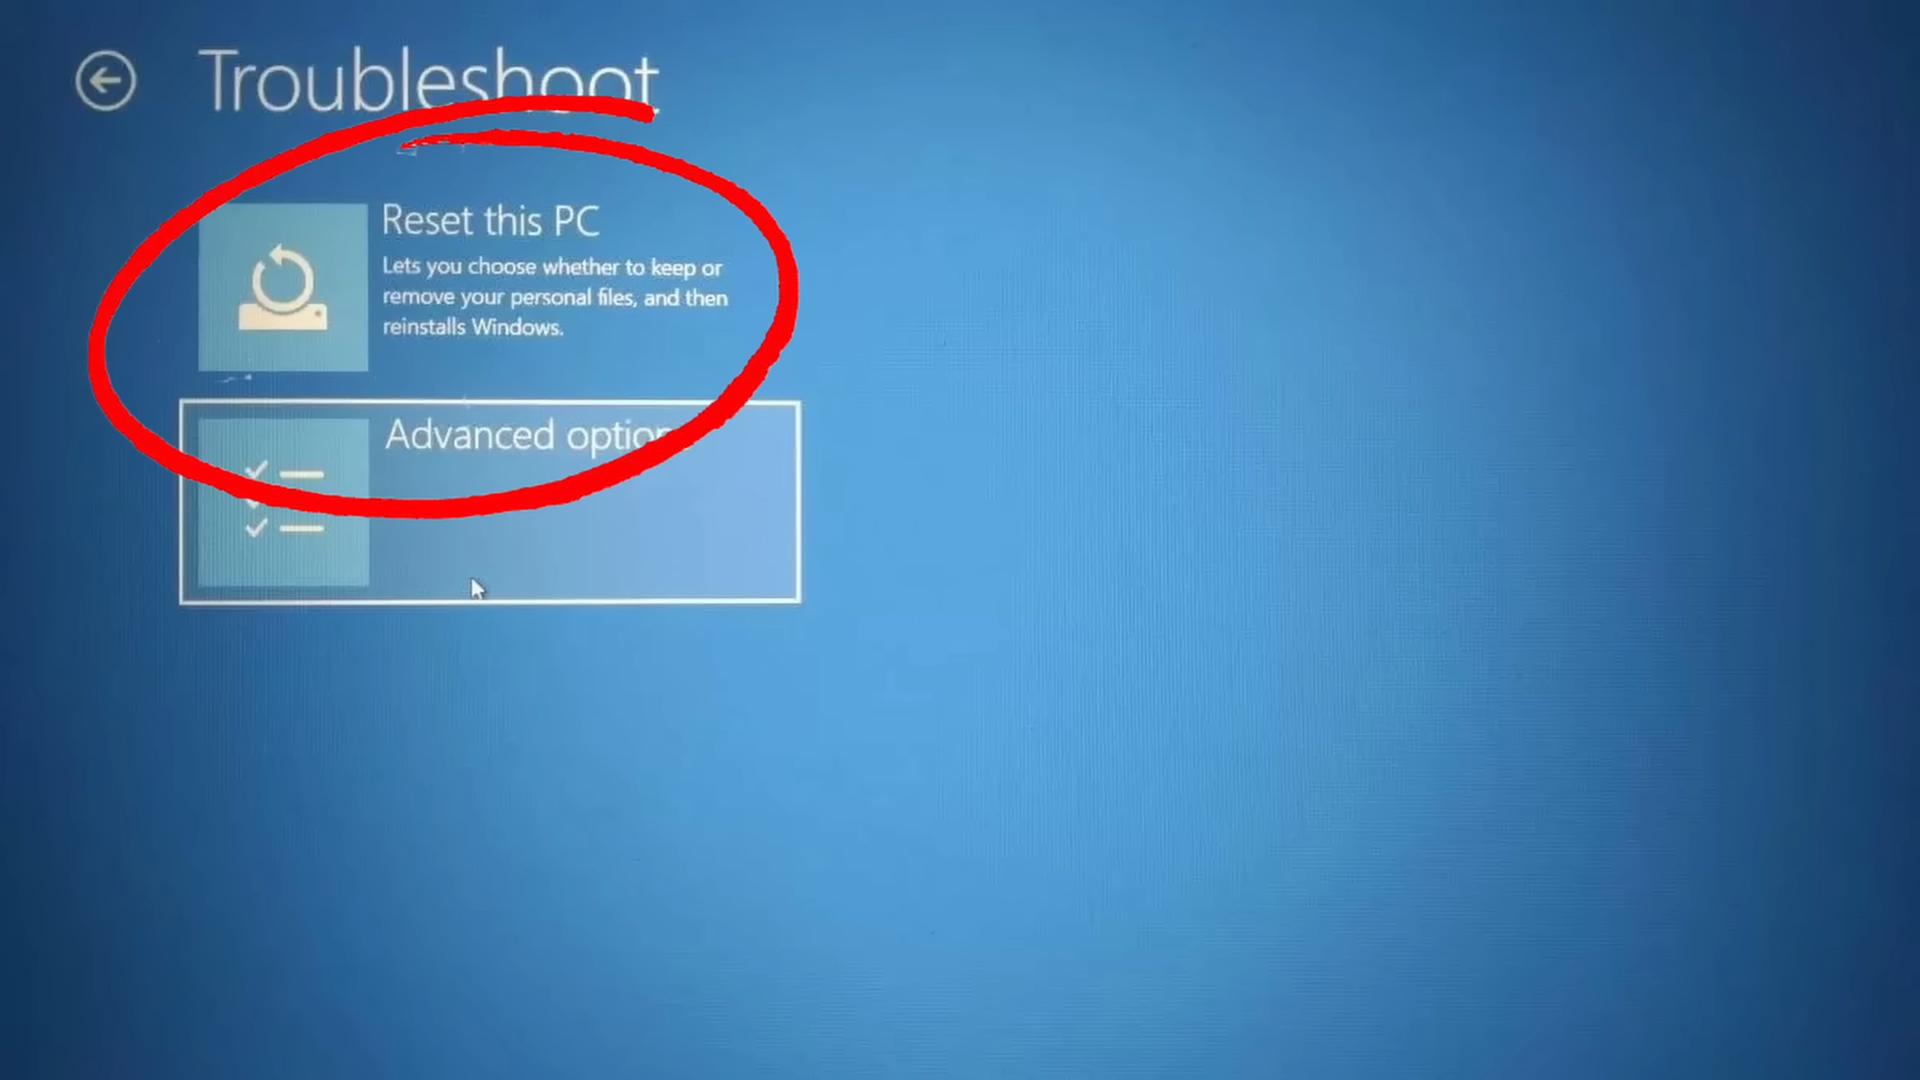 Troubleshoot
Reset this PC
Lets you choose whether to keep or
remove your personal files, and then
reinstalls Windows.
Advanced